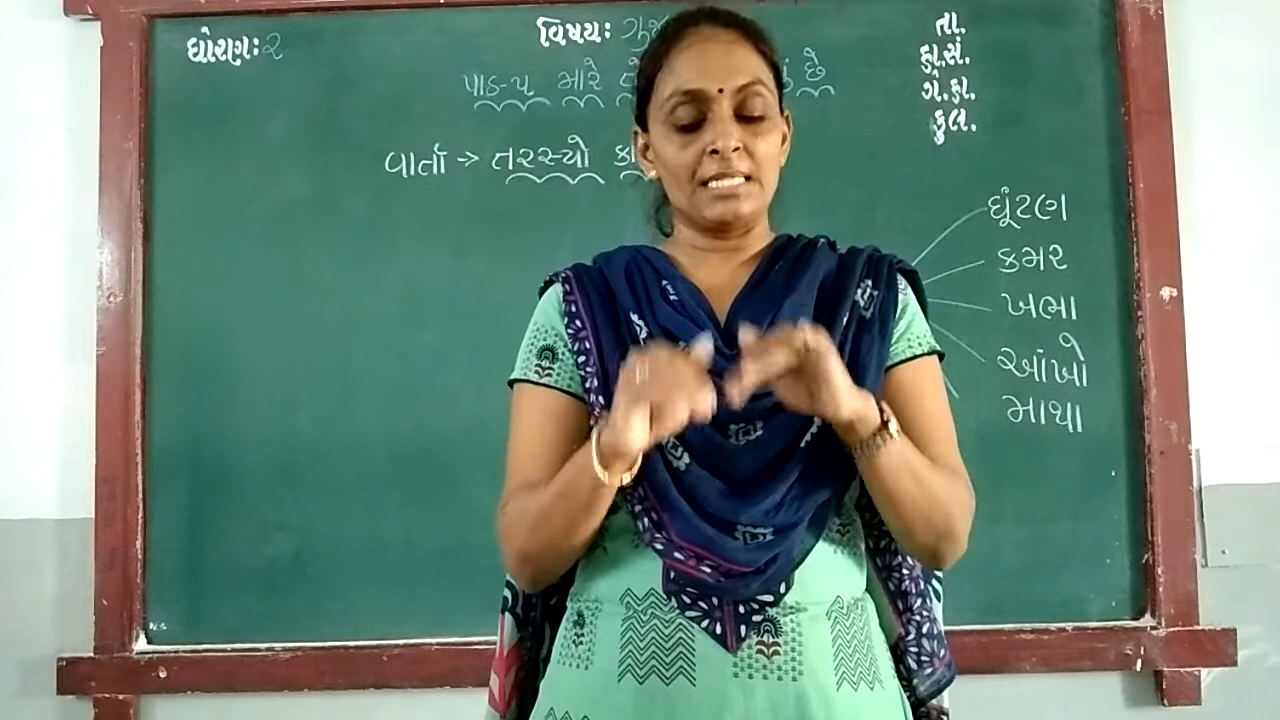 ધોરણ: ૨
વિષય: ગુજ
પાઠ-૫ મારે છે
વાર્તા → તરસ્યો કા
તા.
હા.સં.
ગે.હા.
કુલ.
ઘૂંટણ
કમર
ખભા
આંખો
માથા